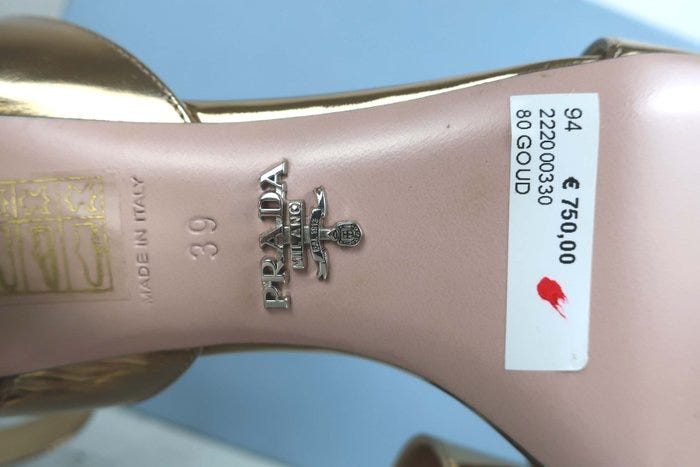 MADE IN ITALY
39
PRADA
MILANO
94
€ 750,00
222000330
80 GOUD